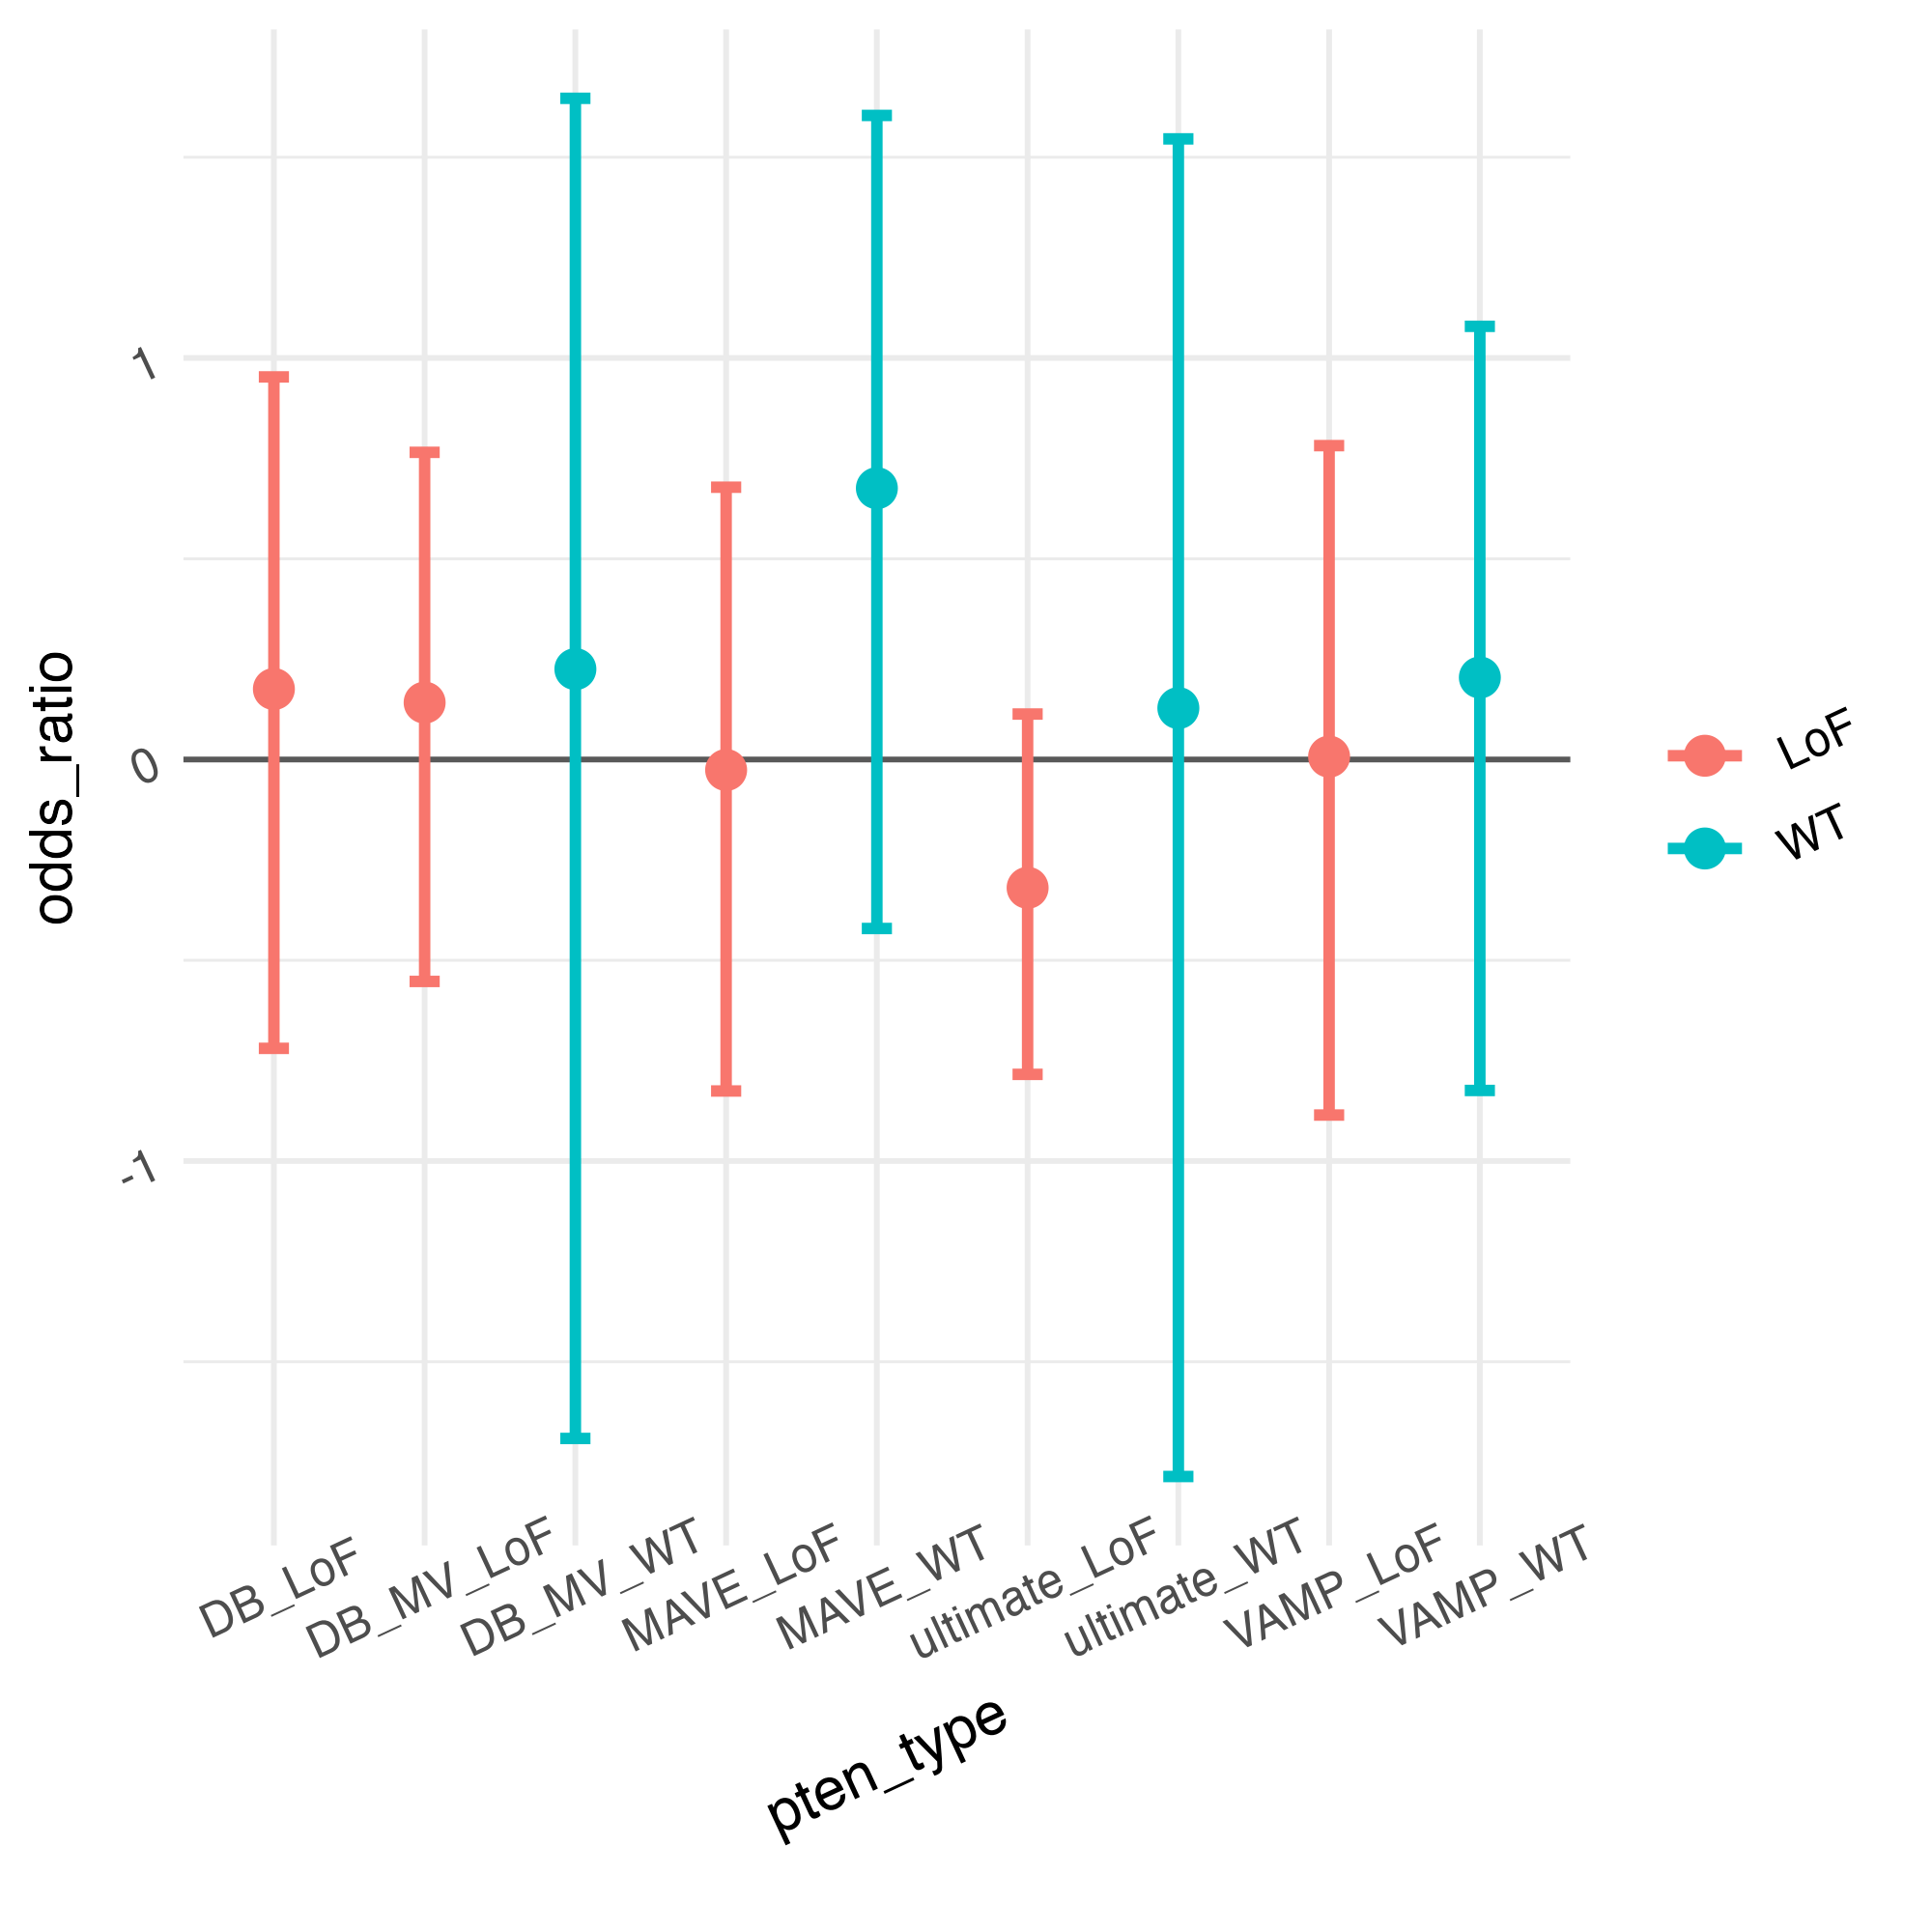 odds_ratio
1
0
-1
DB_LoF
DB_MV_LoF
DB_MV_WT
MAVE_LoF
MAVE_WT
ultimate_LoF
ultimate_WT
VAMP_LoF
VAMP_WT
pten_type
LoF
WT